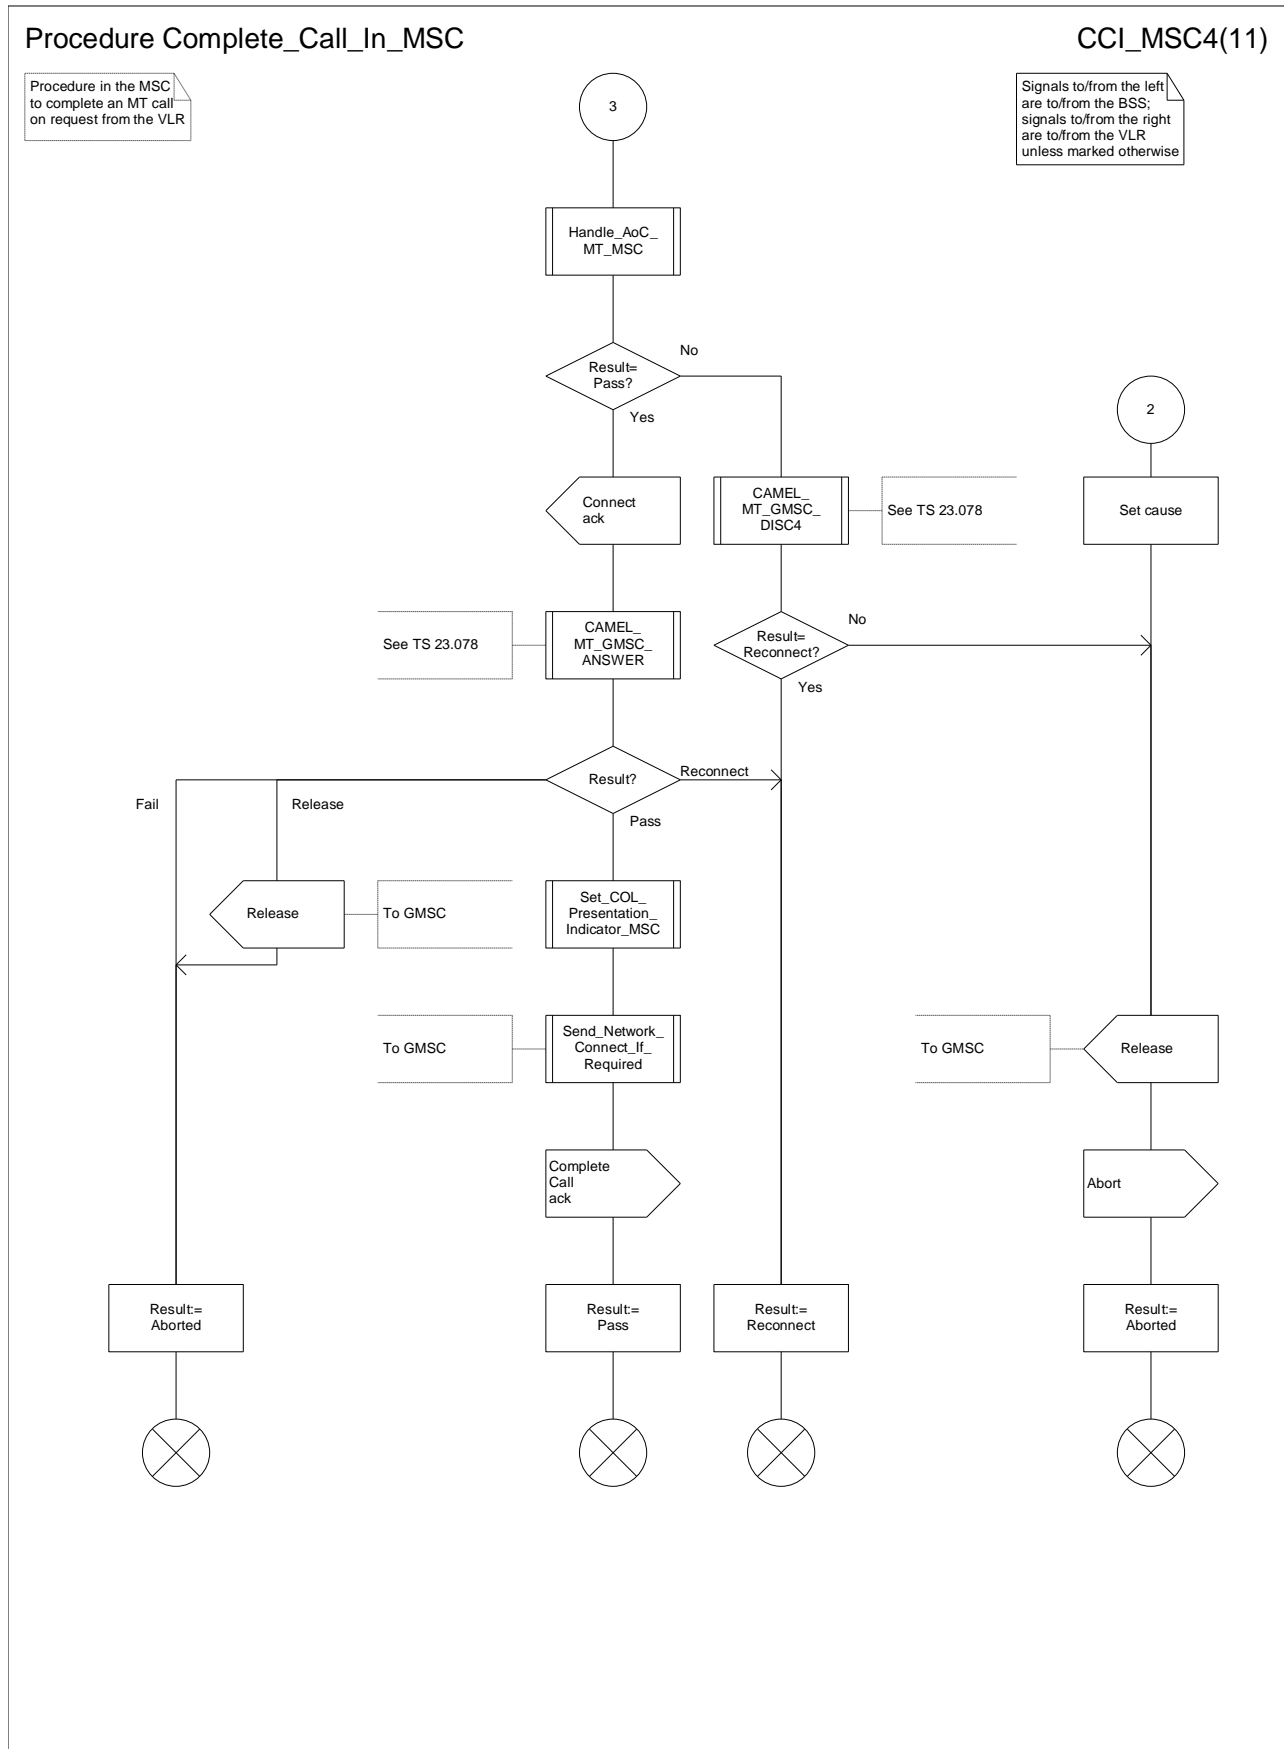 Procedure Complete_Call_In_MSC
CCI_MSC4(11)
Procedure in the MSC
to complete an MT call
on request from the VLR
3
Signals to/from the left
are to/from the BSS;
signals to/from the right
are to/from the VLR
unless marked otherwise
Handle_AoC_
MT_MSC
Result=
Pass?
No
Yes
2
Connect
ack
CAMEL_
MT_GMSC_
DISC4
See TS 23.078
Set cause
See TS 23.078
CAMEL_
MT_GMSC_
ANSWER
Result=
Reconnect?
No
Yes
Result?
Reconnect
Fail
Release
Pass
Release
To GMSC
Set_COL_
Presentation_
Indicator_MSC
To GMSC
Send_Network_
Connect_If_
Required
To GMSC
Release
Complete
Call
ack
Abort
Result:=
Aborted
Result:=
Pass
Result:=
Reconnect
Result:=
Aborted